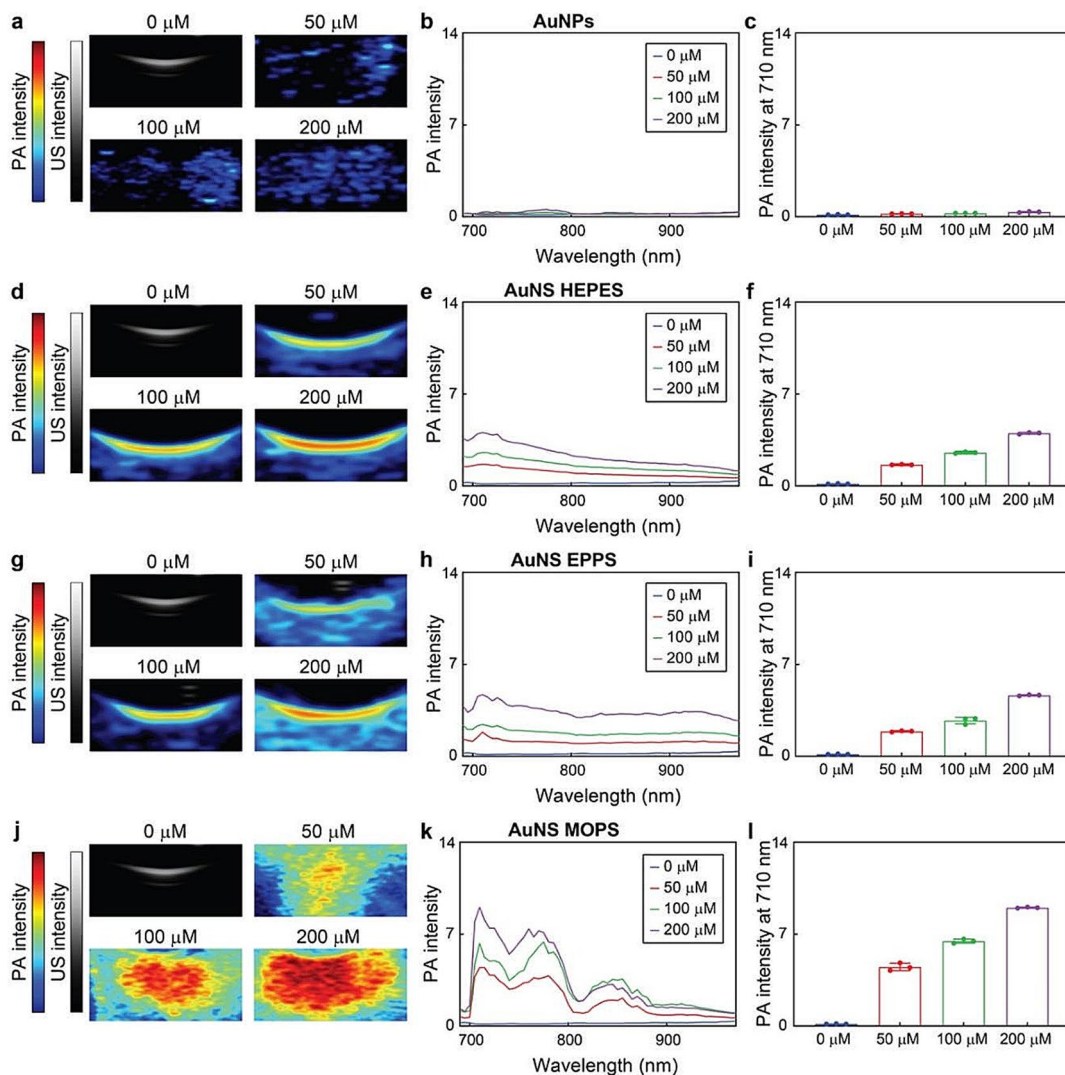 a
0 µM
50 µM
PA intensity
US intensity
100 µM
200 µM
b
AuNPs
14
7
0
PA intensity
0 µM
50 µM
100 µM
200 µM
700
800
900
Wavelength (nm)
c
14
7
0
PA intensity at 710 nm
0 µM
50 µM
100 µM
200 µM
d
0 µM
50 µM
PA intensity
US intensity
100 µM
200 µM
e
AuNS HEPES
14
7
0
PA intensity
0 µM
50 µM
100 µM
200 µM
700
800
900
Wavelength (nm)
f
14
7
0
PA intensity at 710 nm
0 µM
50 µM
100 µM
200 µM
g
0 µM
50 µM
PA intensity
US intensity
100 µM
200 µM
h
AuNS EPPS
14
7
0
PA intensity
0 µM
50 µM
100 µM
200 µM
700
800
900
Wavelength (nm)
i
14
7
0
PA intensity at 710 nm
0 µM
50 µM
100 µM
200 µM
j
0 µM
50 µM
PA intensity
US intensity
100 µM
200 µM
k
AuNS MOPS
14
7
0
PA intensity
0 µM
50 µM
100 µM
200 µM
700
800
900
Wavelength (nm)
l
14
7
0
PA intensity at 710 nm
0 µM
50 µM
100 µM
200 µM